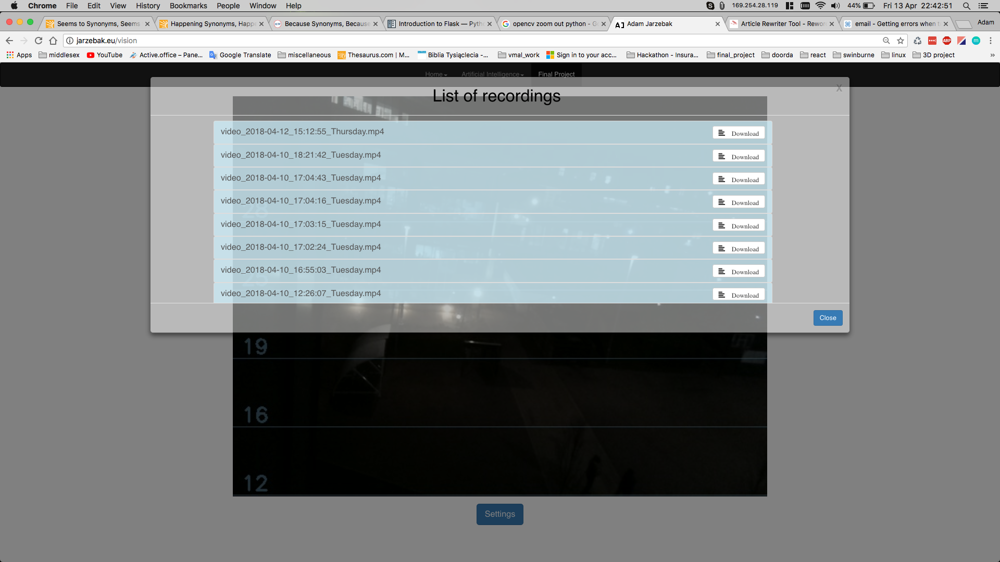 Chrome File Edit View History Bookmarks People Window Help 169.254.28.119 44% Fri 13 Apr 22:42:51
Seems to Synonyms, Seems Happening Synonyms, Happe Because Synonyms, Because Introduction to Flask — Pyth opencv zoom out python - G Adam Jarzebak Article Rewriter Tool - Rewor email - Getting errors when t Adam
jarzebak.eu/vision ABP m
Apps middlesex YouTube Active.office – Pane... Google Translate miscellaneous Thesaurus.com | M... Biblia Tysiąclecia -... vmal_work Sign in to your acc... Hackathon - Insura... final_project doorda react swinburne linux 3D project »
Home Artificial Intelligence Final Project
List of recordings x
video_2018-04-12_15:12:55_Thursday.mp4 Download
video_2018-04-10_18:21:42_Tuesday.mp4 Download
video_2018-04-10_17:04:43_Tuesday.mp4 Download
video_2018-04-10_17:04:16_Tuesday.mp4 Download
28
video_2018-04-10_17:03:15_Tuesday.mp4 Download
video_2018-04-10_17:02:24_Tuesday.mp4 Download
video_2018-04-10_16:55:03_Tuesday.mp4 Download
video_2018-04-10_12:26:07_Tuesday.mp4 Download
Close
19
16
12
Settings